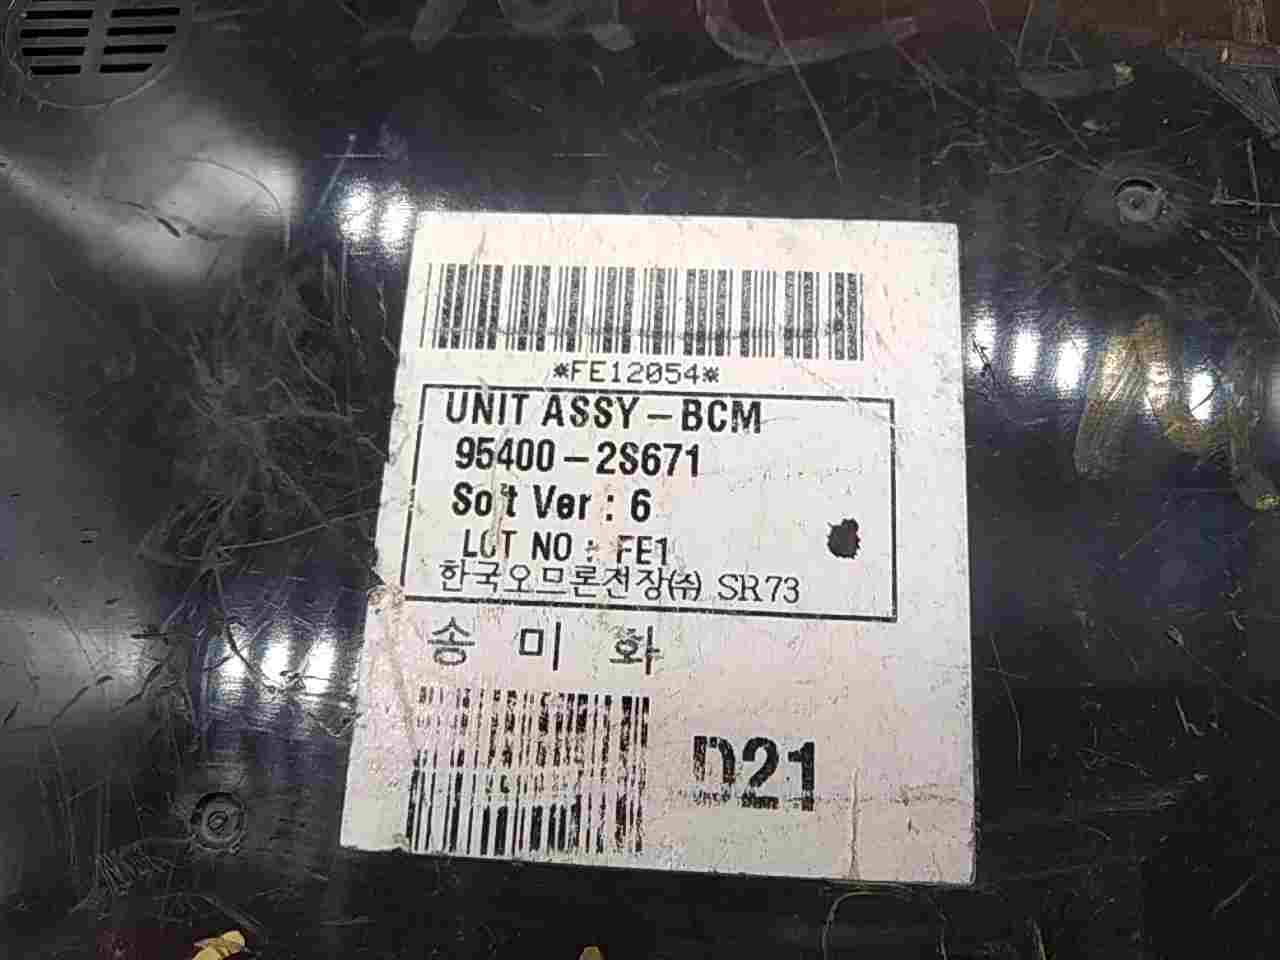 *FE12054*
UNIT ASSY-BCM
95400-2S671
Soft Ver : 6
LOT NO : FE1
한국오므론전장(주) SR73
송 미 화
D21